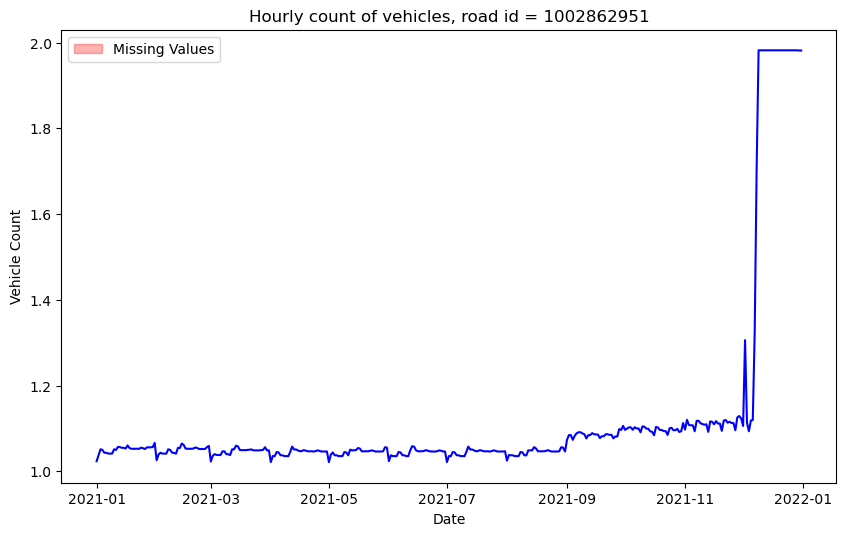 Hourly count of vehicles, road id = 1002862951
Missing Values
Vehicle Count
2.0
1.8
1.6
1.4
1.2
1.0
2021-01 2021-03 2021-05 2021-07 2021-09 2021-11 2022-01
Date